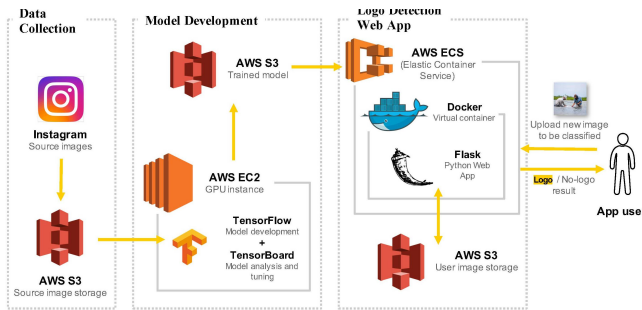 Data
Collection
Instagram
Source images
AWS S3
Source image storage
Model Development
AWS S3
Trained model
AWS EC2
GPU instance
TensorFlow
Model development
+
TensorBoard
Model analysis and
tuning
Logo Detection
Web App
AWS ECS
(Elastic Container
Service)
Docker
Virtual container
Flask
Python Web
App
AWS S3
User image storage
Upload new image
to be classified
Logo / No-logo
result
App use